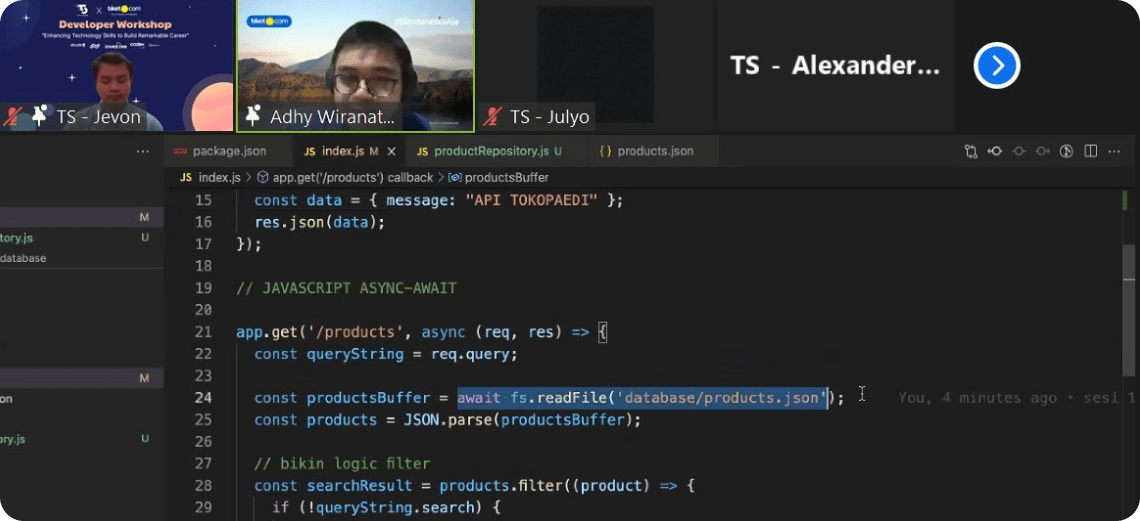 X tiket.com
Developer Workshop
"Enhancing Technology Skills to Build Remarkable Career"
tiket.com
#DiIndonesiaAja
TS - Jevon
Adhy Wiranat...
TS - Julyo
TS - Alexander...
package.json
JS index.js M
JS productRepository.js U
{} products.json
JS index.js > app.get('/products') callback > productsBuffer
M
tory.js U
database
M
on
ory.js U
15 const data = { message: "API TOKOPAEDI" };
16 res.json(data);
17 });
18
19 // JAVASCRIPT ASYNC-AWAIT
20
21 app.get('/products', async (req, res) => {
22 const queryString = req.query;
23
24 const productsBuffer = await fs.readFile('database/products.json'); You, 4 minutes ago • sesi 1
25 const products = JSON.parse(productsBuffer);
26
27 // bikin logic filter
28 const searchResult = products.filter((product) => {
29 if (!queryString.search) {